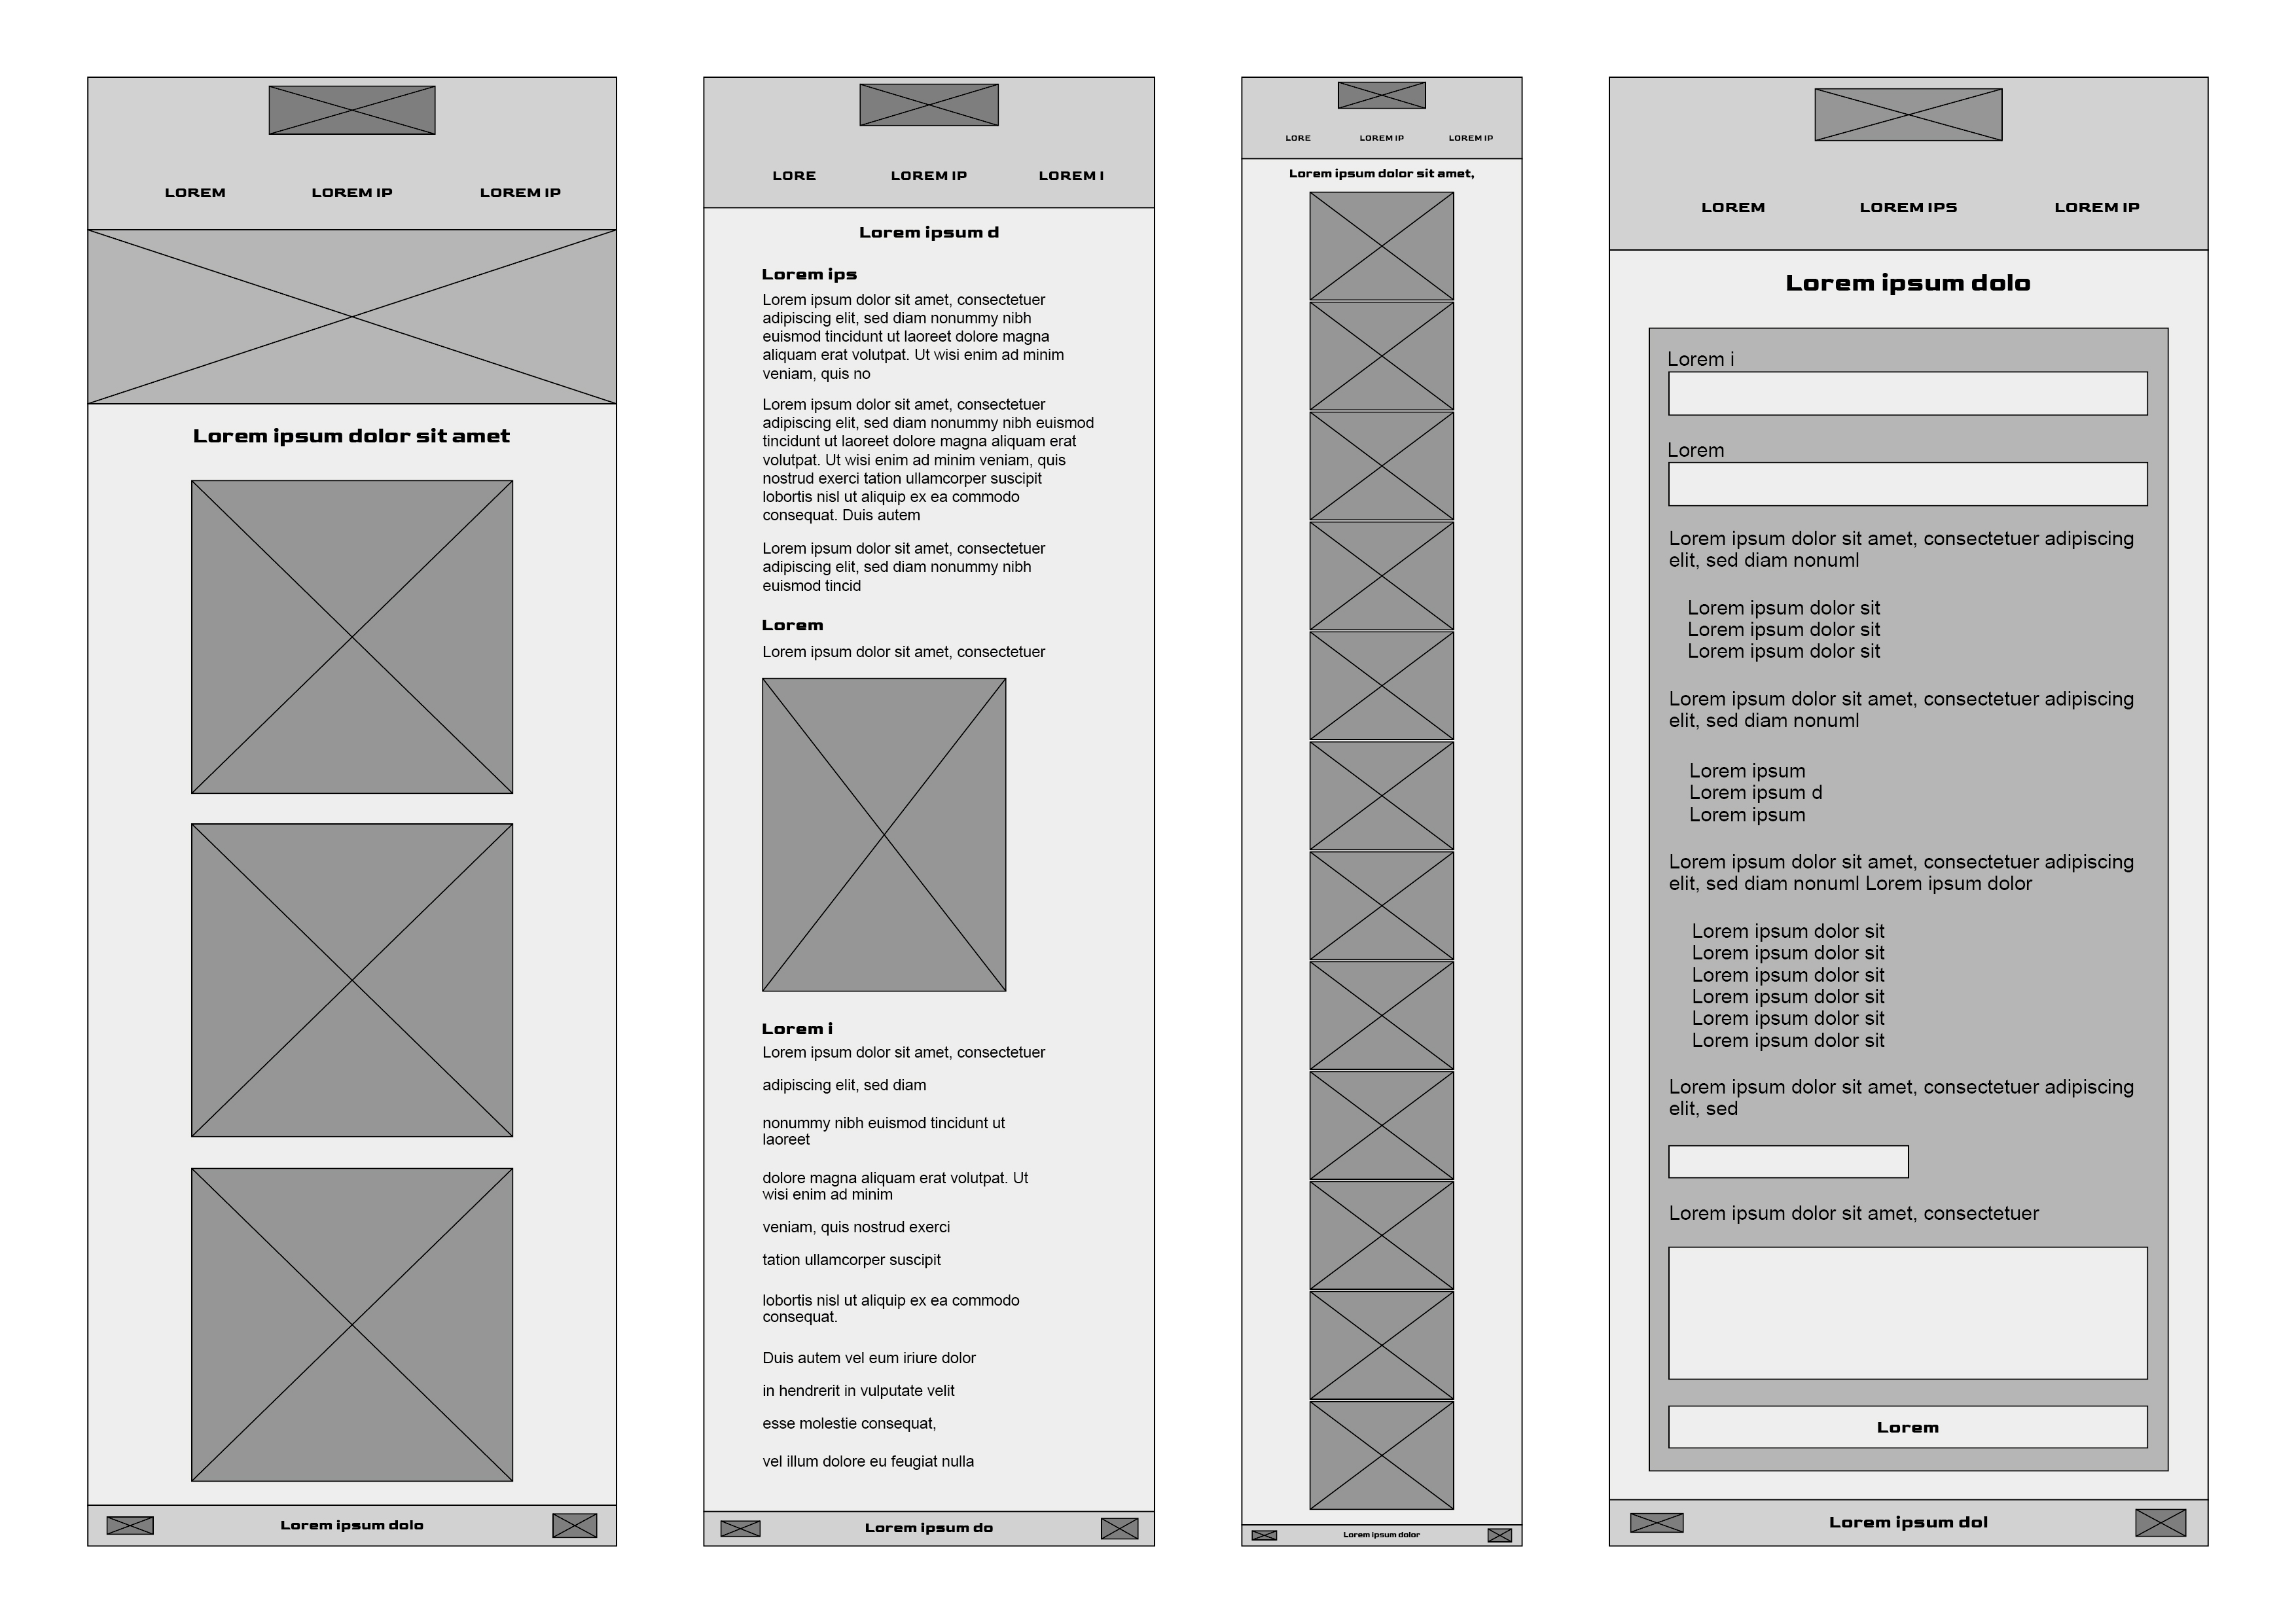 LOREM LOREM IP LOREM IP
Lorem ipsum dolor sit amet
Lorem ipsum dolo
LORE LOREM IP LOREM I
Lorem ipsum d
Lorem ips
Lorem ipsum dolor sit amet, consectetuer
adipiscing elit, sed diam nonummy nibh
euismod tincidunt ut laoreet dolore magna
aliquam erat volutpat. Ut wisi enim ad minim
veniam, quis no
Lorem ipsum dolor sit amet, consectetuer
adipiscing elit, sed diam nonummy nibh euismod
tincidunt ut laoreet dolore magna aliquam erat
volutpat. Ut wisi enim ad minim veniam, quis
nostrud exerci tation ullamcorper suscipit
lobortis nisl ut aliquip ex ea commodo
consequat. Duis autem
Lorem ipsum dolor sit amet, consectetuer
adipiscing elit, sed diam nonummy nibh
euismod tincid
Lorem
Lorem ipsum dolor sit amet, consectetuer
Lorem i
Lorem ipsum dolor sit amet, consectetuer
adipiscing elit, sed diam
nonummy nibh euismod tincidunt ut
laoreet
dolore magna aliquam erat volutpat. Ut
wisi enim ad minim
veniam, quis nostrud exerci
tation ullamcorper suscipit
lobortis nisl ut aliquip ex ea commodo
consequat.
Duis autem vel eum iriure dolor
in hendrerit in vulputate velit
esse molestie consequat,
vel illum dolore eu feugiat nulla
Lorem ipsum do
LORE LOREM IP LOREM IP
Lorem ipsum dolor sit amet,
Lorem ipsum dolor
LOREM LOREM IPS LOREM IP
Lorem ipsum dolo
Lorem i
Lorem
Lorem ipsum dolor sit amet, consectetuer adipiscing
elit, sed diam nonuml
Lorem ipsum dolor sit
Lorem ipsum dolor sit
Lorem ipsum dolor sit
Lorem ipsum dolor sit amet, consectetuer adipiscing
elit, sed diam nonuml
Lorem ipsum
Lorem ipsum d
Lorem ipsum
Lorem ipsum dolor sit amet, consectetuer adipiscing
elit, sed diam nonuml Lorem ipsum dolor
Lorem ipsum dolor sit
Lorem ipsum dolor sit
Lorem ipsum dolor sit
Lorem ipsum dolor sit
Lorem ipsum dolor sit
Lorem ipsum dolor sit
Lorem ipsum dolor sit amet, consectetuer adipiscing
elit, sed
Lorem ipsum dolor sit amet, consectetuer
Lorem
Lorem ipsum dol